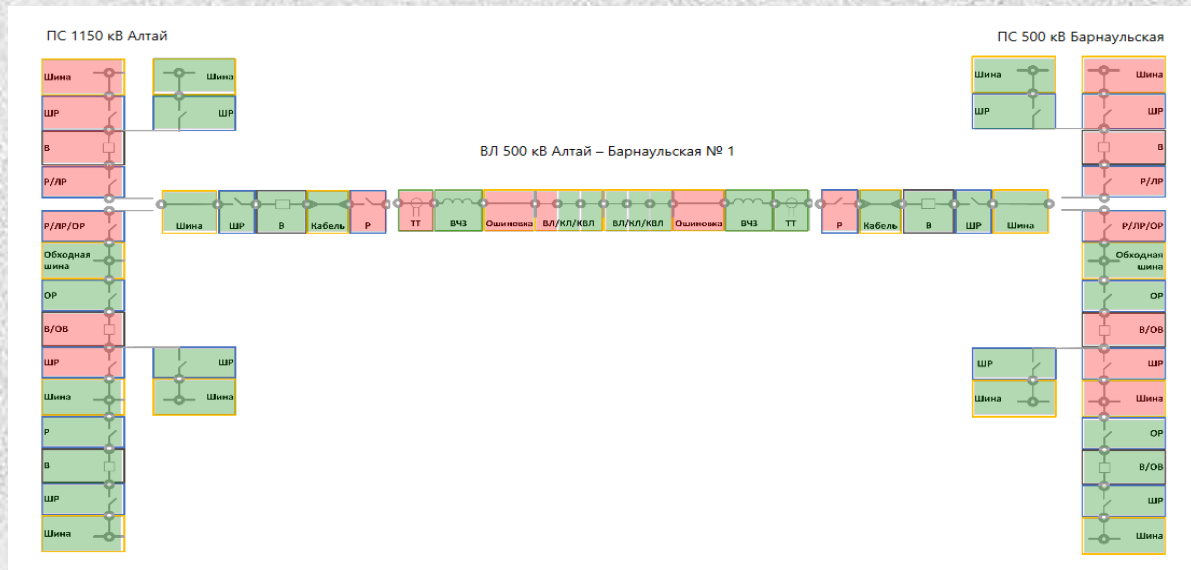 ПС 1150 кВ Алтай
ПС 500 кВ Барнаульская
ВЛ 500 кВ Алтай – Барнаульская № 1
Шина
ШР
В
Р/ЛР
Р/ЛР/ОР
Обходная
шина
ОР
В/ОВ
ШР
Шина
Р
В
ШР
Шина
Шина
ШР
ШР
Шина
Шина
ШР
В
Кабель
Р
ТТ
ВЧЗ
Ошиновка
ВЛ/КЛ/КВЛ
ВЛ/КЛ/КВЛ
Ошиновка
ВЧЗ
ТТ
Р
Кабель
В
ШР
Шина
Шина
ШР
ШР
Шина
Шина
ШР
В
Р/ЛР
Р/ЛР/ОР
Обходная
шина
ОР
В/ОВ
ШР
Шина
ОР
В/ОВ
ШР
Шина